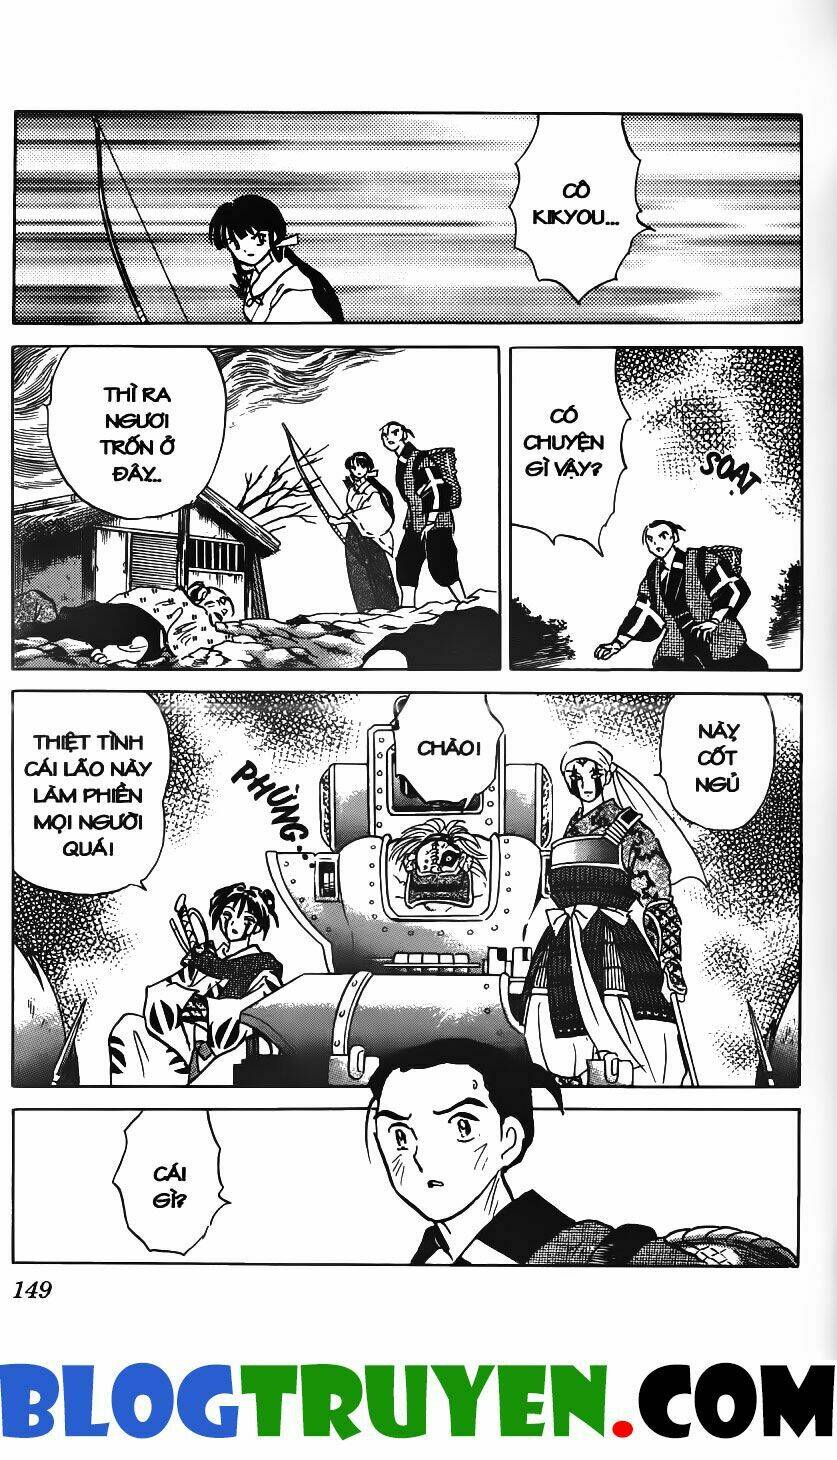 CÔ
KIKYOU...
CÓ
CHUYỆN
GÌ VẬY?
SOẠT
THÌ RA
NGƯƠI
TRỐN Ở
ĐÂY...
NÀY,
CỐT
NGỦ
CHÀO!
PHÙNG...
THIỆT TÌNH
CÁI LÃO NÀY
LÀM PHIỀN
MỌI NGƯỜI
QUÁ!
CÁI
GÌ?
149
BLOGTRUYEN.COM